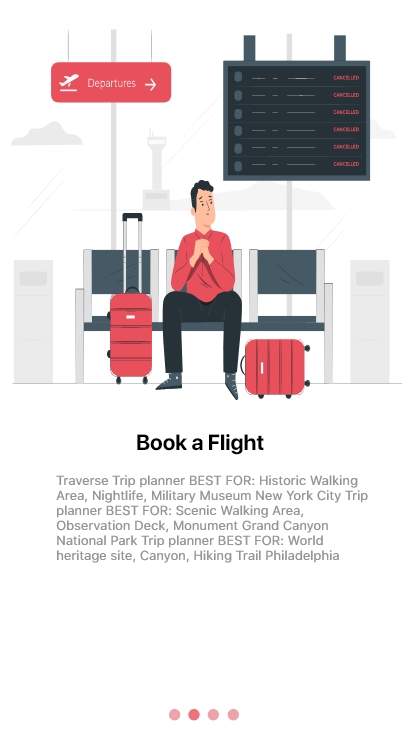 Departures
CANCELLED
CANCELLED
CANCELLED
CANCELLED
CANCELLED
CANCELLED
Book a Flight
Traverse Trip planner BEST FOR: Historic Walking
Area, Nightlife, Military Museum New York City Trip
planner BEST FOR: Scenic Walking Area,
Observation Deck, Monument Grand Canyon
National Park Trip planner BEST FOR: World
heritage site, Canyon, Hiking Trail Philadelphia